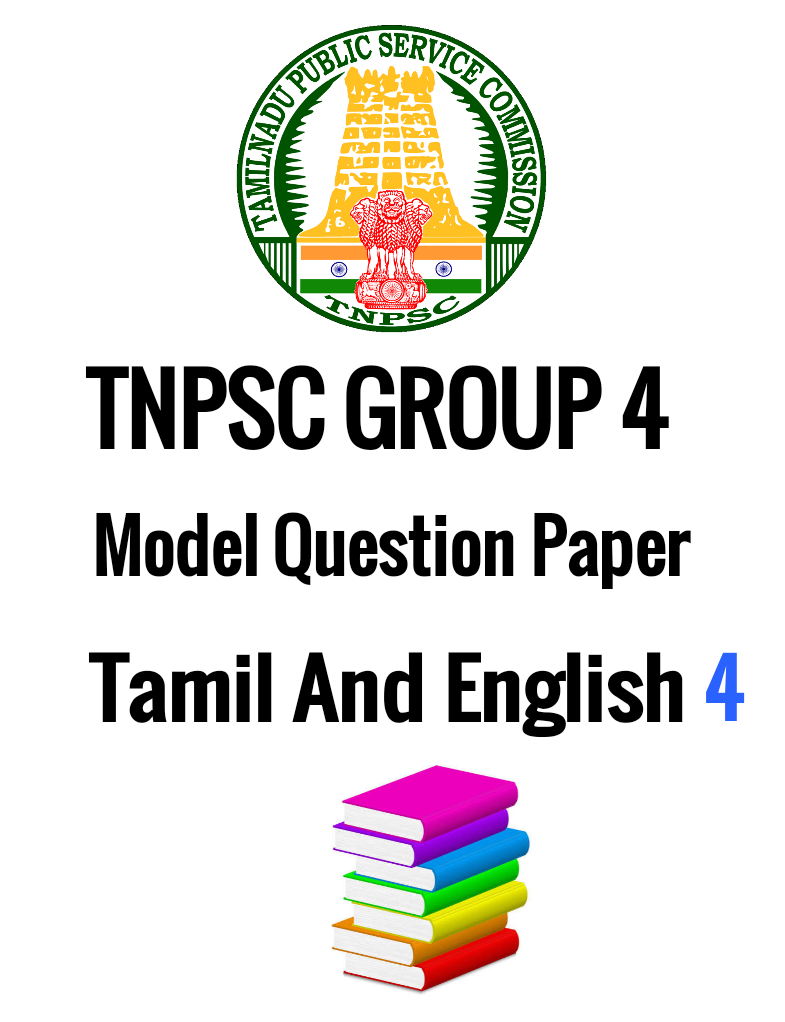 TAMILNADU PUBLIC SERVICE COMMISSION
TNPSC
TNPSC GROUP 4
Model Question Paper
Tamil And English 4